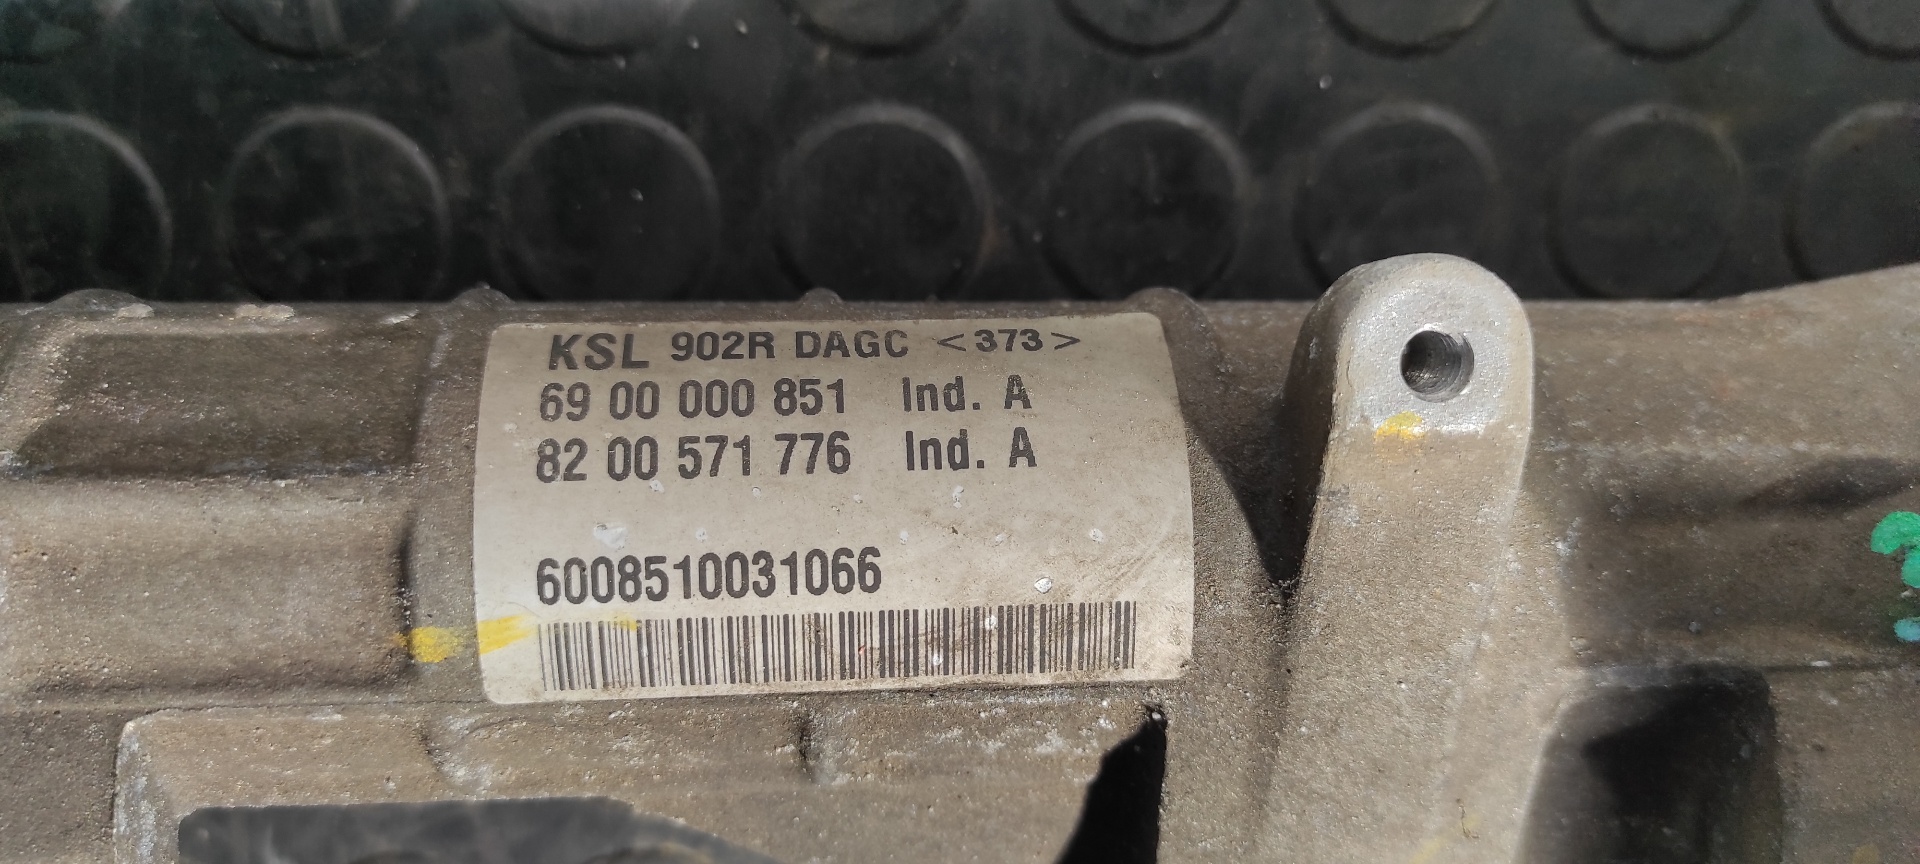 KSL 902R DAGC <373>
69 00 000 851 Ind. A
82 00 571 776 Ind. A
6008510031066